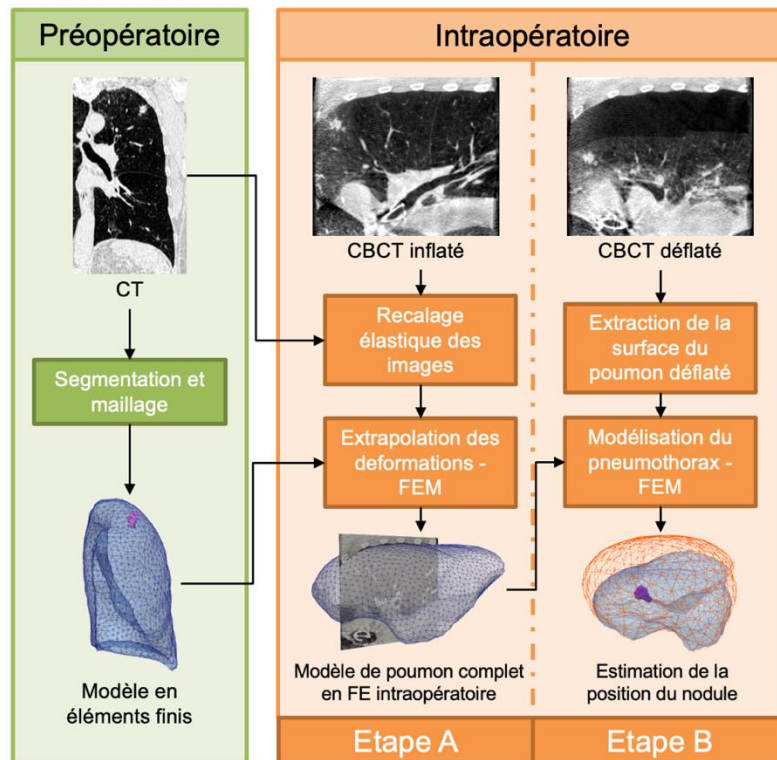 Préopératoire
CT
Segmentation et
maillage
Modèle en
éléments finis
Intraopératoire
CBCT inflaté
Recalage
élastique des
images
Extrapolation des
deformations -
FEM
Modèle de poumon complet
en FE intraopératoire
Etape A
CBCT déflaté
Extraction de la
surface du
poumon déflaté
Modélisation du
pneumothorax -
FEM
Estimation de la
position du nodule
Etape B